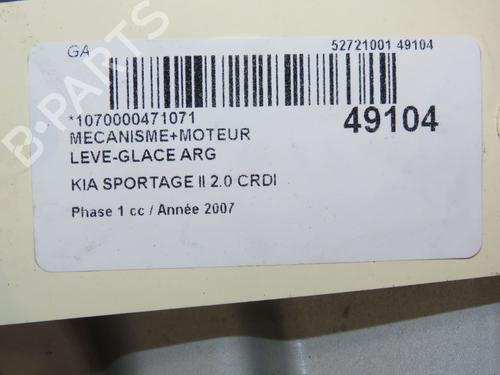 GA
52721001 49104
*1070000471071
49104
MECANISME+MOTEUR
LEVE-GLACE ARG
KIA SPORTAGE II 2.0 CRDI
Phase 1 cc / Année 2007
B-PARTS